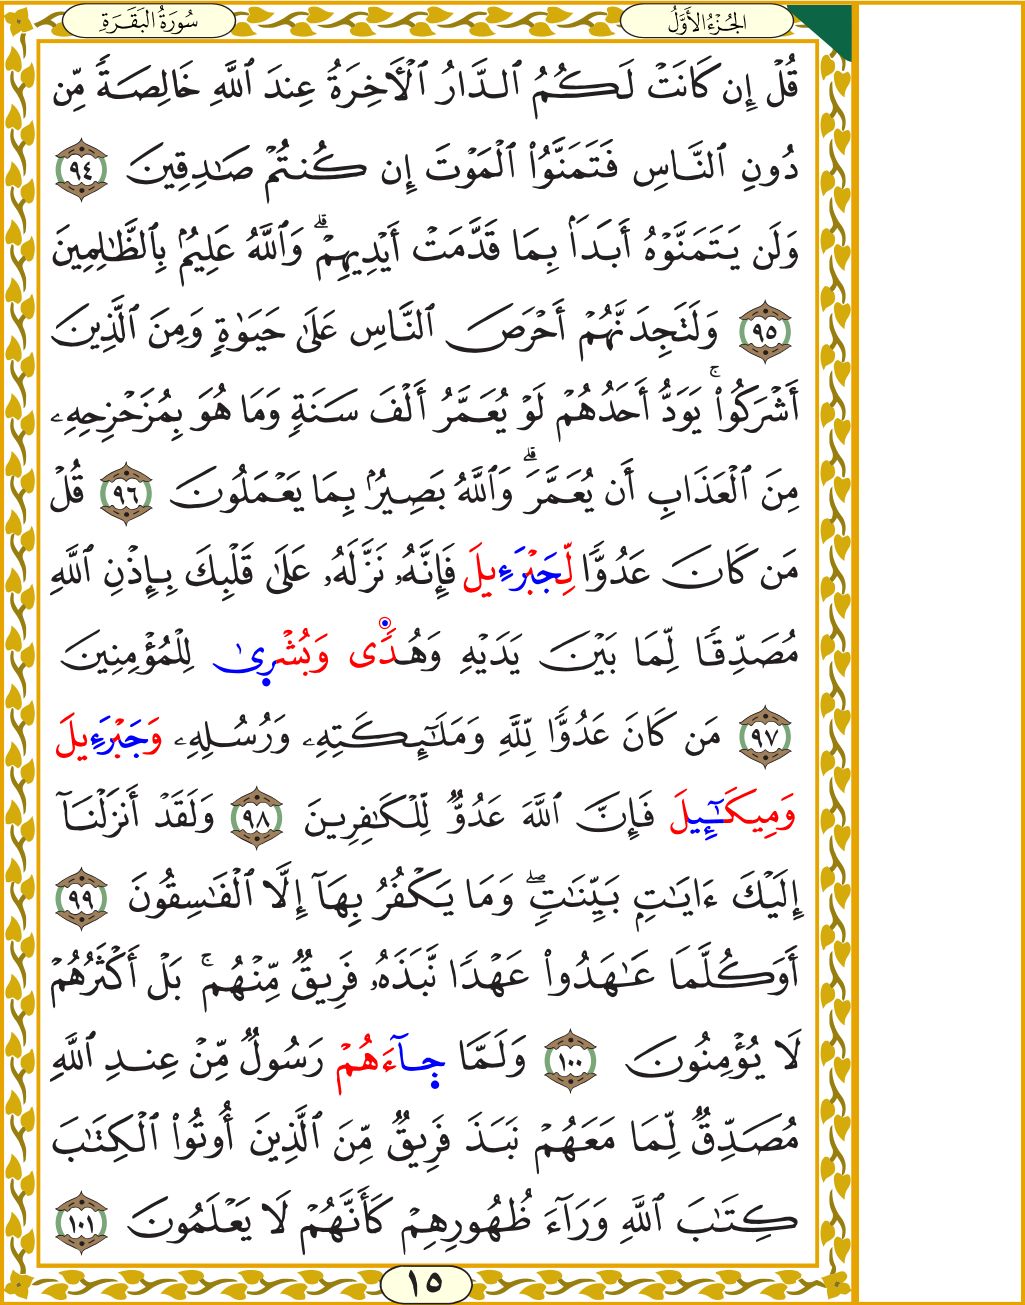 الجُزْءُ الأَوَّلُ
سُورَةُ الْبَقَرَةِ
قُلْ إِن كَانَتْ لَكُمُ ٱلدَّارُ ٱلْأَخِرَةُ عِندَ ٱللَّهِ خَالِصَةً مِّن
دُونِ ٱلنَّاسِ فَتَمَنَّوُا۟ ٱلْمَوْتَ إِن كُنتُمْ صَٰدِقِينَ ٩٤
وَلَن يَتَمَنَّوْهُ أَبَدًۢا بِمَا قَدَّمَتْ أَيْدِيهِمْ ۗ وَٱللَّهُ عَلِيمٌۢ بِٱلظَّٰلِمِينَ
٩٥ وَلَتَجِدَنَّهُمْ أَحْرَصَ ٱلنَّاسِ عَلَىٰ حَيَوٰةٍ وَمِنَ ٱلَّذِينَ
أَشْرَكُوا۟ ۚ يَوَدُّ أَحَدُهُمْ لَوْ يُعَمَّرُ أَلْفَ سَنَةٍ وَمَا هُوَ بِمُزَحْزِحِهِۦ
مِنَ ٱلْعَذَابِ أَن يُعَمَّرَ ۗ وَٱللَّهُ بَصِيرٌۢ بِمَا يَعْمَلُونَ ٩٦ قُلْ
مَن كَانَ عَدُوًّا لِّجَبْرَءِيلَ فَإِنَّهُۥ نَزَّلَهُۥ عَلَىٰ قَلْبِكَ بِإِذْنِ ٱللَّهِ
مُصَدِّقًا لِّمَا بَيْنَ يَدَيْهِ وَهُدًى وَبُشْرِىٰ لِلْمُؤْمِنِينَ
٩٧ مَن كَانَ عَدُوًّا لِّلَّهِ وَمَلَٰٓئِكَتِهِۦ وَرُسُلِهِۦ وَجَبْرَءِيلَ
وَمِيكَٰٓئِيلَ فَإِنَّ ٱللَّهَ عَدُوٌّ لِّلْكَٰفِرِينَ ٩٨ وَلَقَدْ أَنزَلْنَآ
إِلَيْكَ ءَايَٰتٍۭ بَيِّنَٰتٍ ۖ وَمَا يَكْفُرُ بِهَآ إِلَّا ٱلْفَٰسِقُونَ ٩٩
أَوَكُلَّمَا عَٰهَدُوا۟ عَهْدًا نَّبَذَهُۥ فَرِيقٌ مِّنْهُم ۚ بَلْ أَكْثَرُهُمْ
لَا يُؤْمِنُونَ ١٠٠ وَلَمَّا جِآءَهُمْ رَسُولٌ مِّنْ عِندِ ٱللَّهِ
مُصَدِّقٌ لِّمَا مَعَهُمْ نَبَذَ فَرِيقٌ مِّنَ ٱلَّذِينَ أُوتُوا۟ ٱلْكِتَٰبَ
كِتَٰبَ ٱللَّهِ وَرَآءَ ظُهُورِهِمْ كَأَنَّهُمْ لَا يَعْلَمُونَ ١٠١
١٥